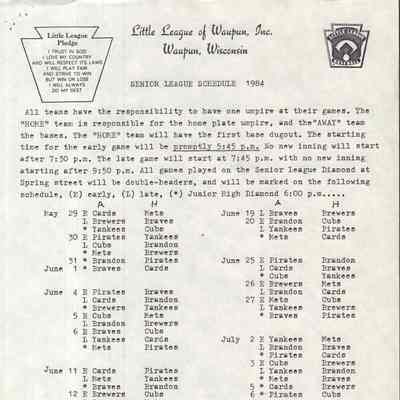 Little League
Pledge
I TRUST IN GOD
I LOVE MY COUNTRY
AND WILL RESPECT ITS LAWS
I WILL PLAY FAIR
AND STRIVE TO WIN
BUT WIN OR LOSE
I WILL ALWAYS
DO MY BEST
Little League of Waupun, Inc.
Waupun, Wisconsin
SENIOR LEAGUE SCHEDULE 1984
All teams have the responsibility to have one umpire at their games. The
"HOME" team is responsible for the home plate umpire, and the "AWAY" team
the bases. The "HOME" team will have the first base dugout. The starting
time for the early game will be promptly 5:45 p.m. No new inning will start
after 7:30 p.m. The late game will start at 7:45 p.m. with no new inning
starting after 9:50 p.m. All games played on the Senior League Diamond at
Spring street will be double-headers, and will be marked on the following
schedule, (E) early, (L) late, (*) Junior High Diamond 6:00 p.m.....
A H
May 29 E Cards Mets
L Brewers Braves
* Yankees Cubs
30 E Pirates Yankees
L Cubs Brandon
* Mets Brewers
31 * Brandon Pirates
June 1 * Braves Cards
June 4 E Pirates Braves
L Cards Brandon
* Brewers Yankees
5 E Cubs Mets
L Brandon Brewers
6 E Braves Cubs
L Yankees Cards
* Mets Pirates
June 11 E Cards Pirates
L Mets Yankees
* Braves Brandon
12 E Brewers Cubs
A H
June 19 L Braves Brewers
20 E Brandon Cubs
L Pirates Yankees
* Mets Cards
June 25 E Pirates Brandon
L Cards Braves
* Yankees Cubs
26 E Brewers Mets
L Brandon Cards
27 E Mets Cubs
L Yankees Brewers
* Braves Pirates
July 2 E Yankees Mets
L Brandon Braves
* Pirates Cards
3 E Cubs Brewers
L Mets Brandon
* Braves Yankees
5 * Cards Brewers
6 * Pirates Cubs